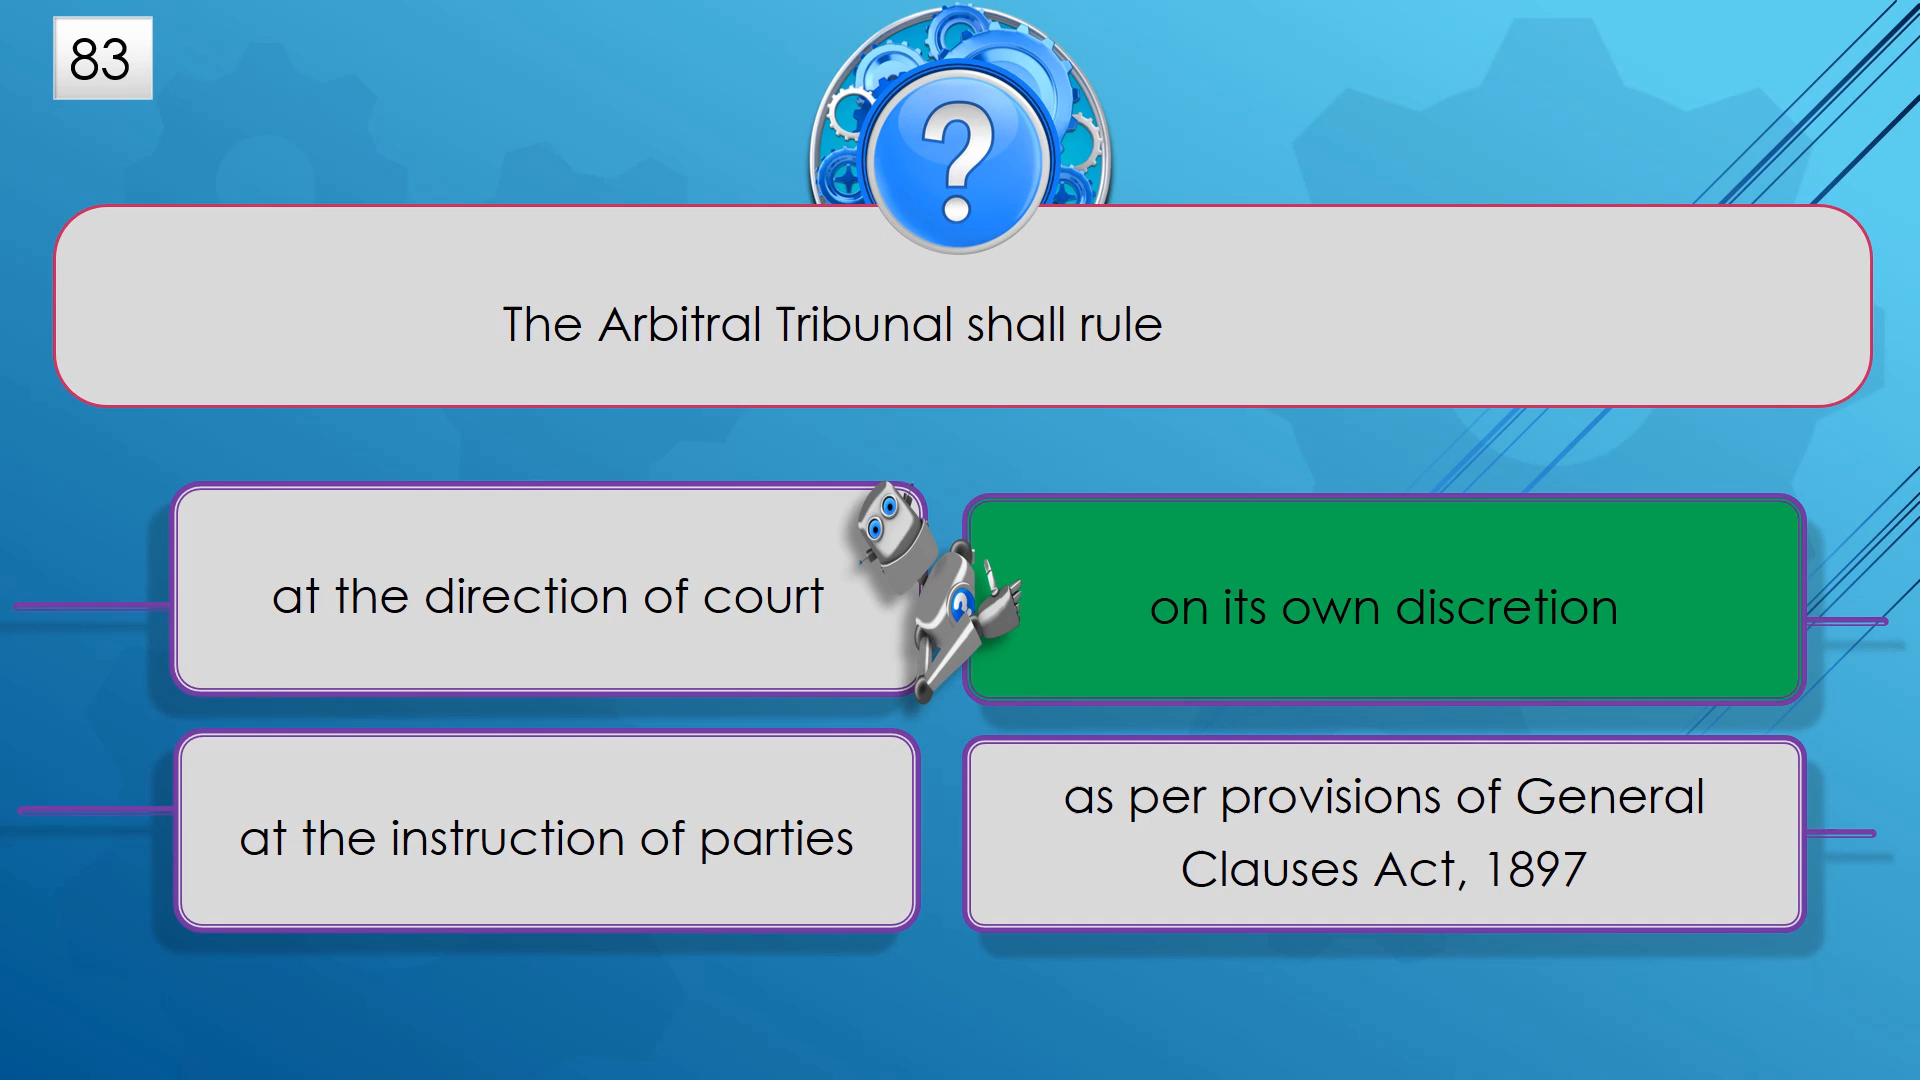 83
?
The Arbitral Tribunal shall rule
at the direction of court
?
on its own discretion
at the instruction of parties
as per provisions of General
Clauses Act, 1897